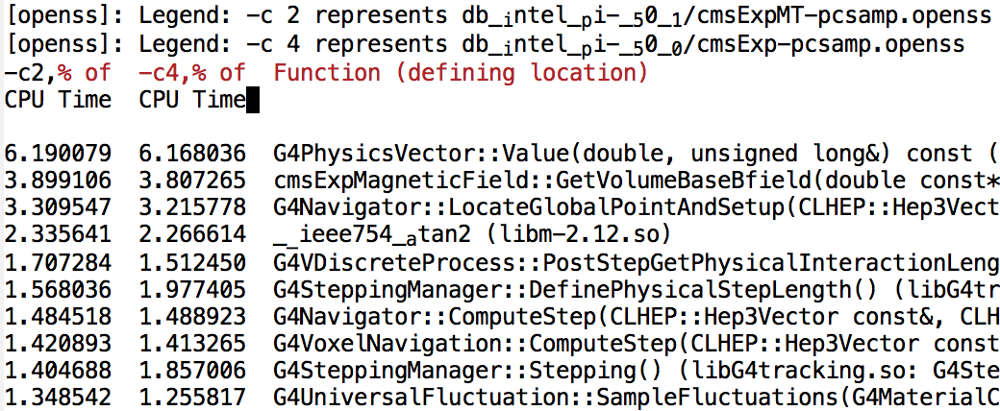 [openss]: Legend: -c 2 represents db_intel_pi-_50_1/cmsExpMT-pcsamp.openss
[openss]: Legend: -c 4 represents db_intel_pi-_50_0/cmsExp-pcsamp.openss
-c2,% of  -c4,% of  Function (defining location)
CPU Time  CPU Time
6.190079  6.168036  G4PhysicsVector::Value(double, unsigned long&) const (
3.899106  3.807265  cmsExpMagneticField::GetVolumeBaseBfield(double const*
3.309547  3.215778  G4Navigator::LocateGlobalPointAndSetup(CLHEP::Hep3Vect
2.335641  2.266614  __ieee754_atan2 (libm-2.12.so)
1.707284  1.512450  G4VDiscreteProcess::PostStepGetPhysicalInteractionLeng
1.568036  1.977405  G4SteppingManager::DefinePhysicalStepLength() (libG4tr
1.484518  1.488923  G4Navigator::ComputeStep(CLHEP::Hep3Vector const&, CLH
1.420893  1.413265  G4VoxelNavigation::ComputeStep(CLHEP::Hep3Vector const
1.404688  1.857006  G4SteppingManager::Stepping() (libG4tracking.so: G4Ste
1.348542  1.255817  G4UniversalFluctuation::SampleFluctuations(G4MaterialC